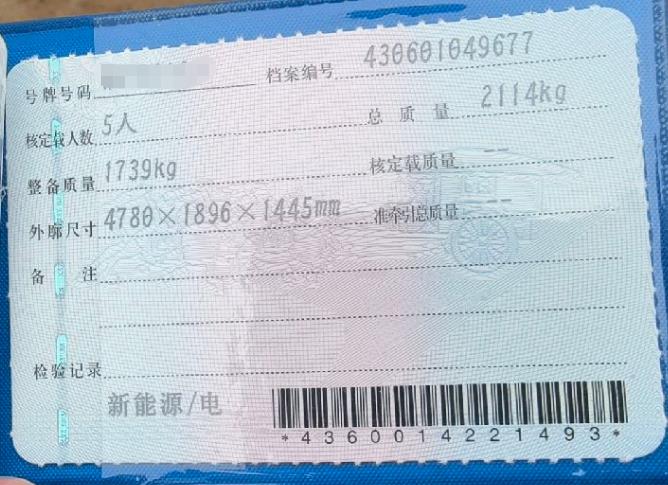 号牌号码 档案编号 430601049677
核定载人数 5人 总质量 2114kg
整备质量 1739kg 核定载质量 --
外廓尺寸 4780×1896×1445mm 准牵引总质量 --
备注
检验记录
新能源/电
*4360014221493*